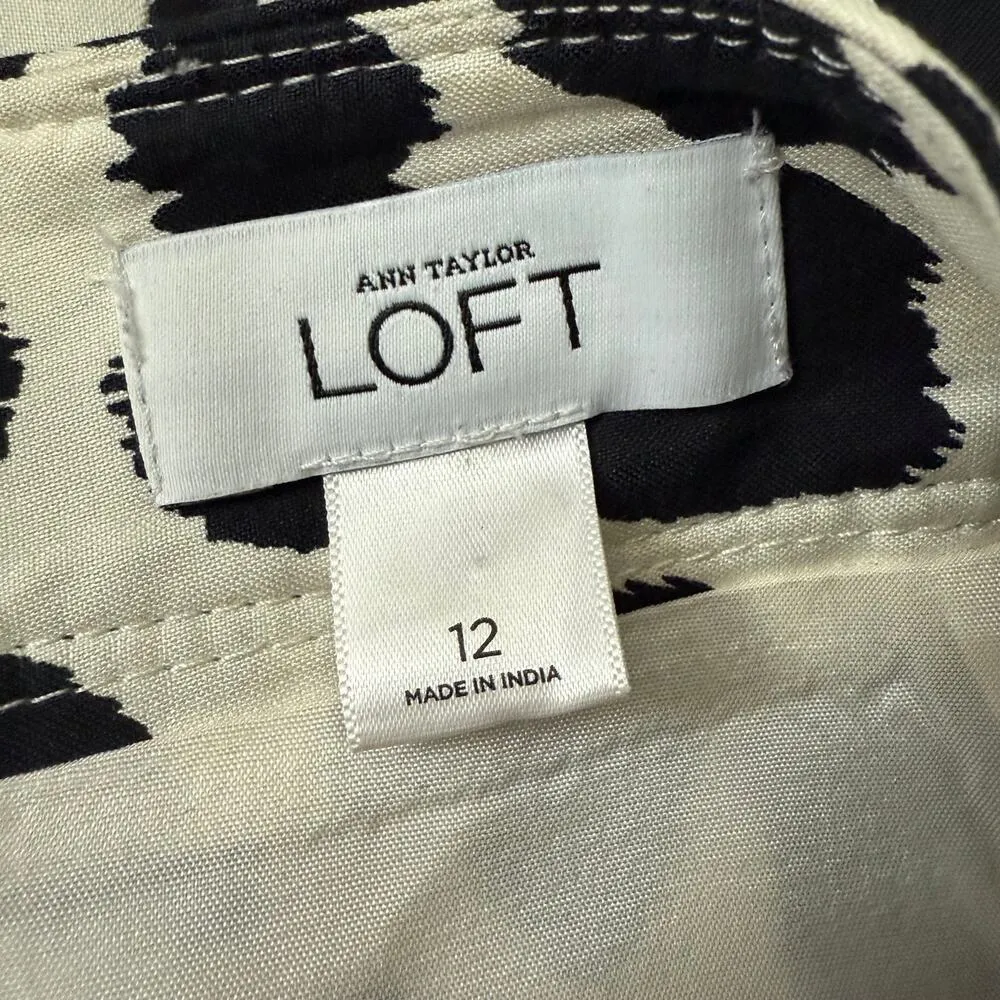 ANN TAYLOR
LOFT
12
MADE IN INDIA